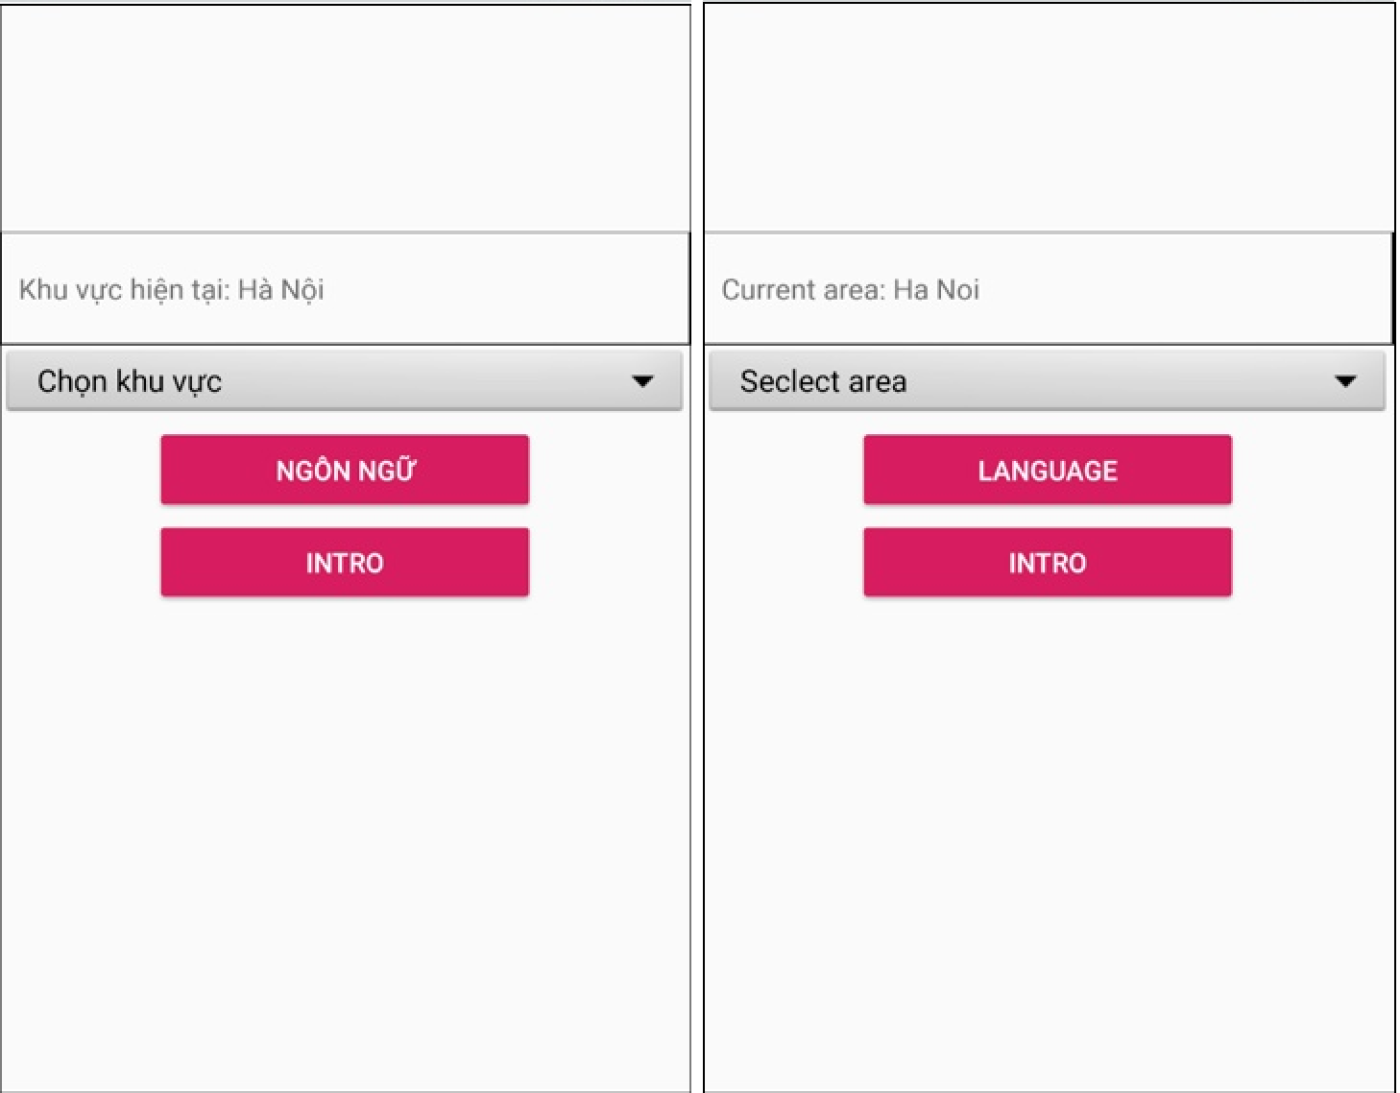 Khu vực hiện tại: Hà Nội
Chọn khu vực
NGÔN NGỮ
INTRO
Current area: Ha Noi
Seclect area
LANGUAGE
INTRO